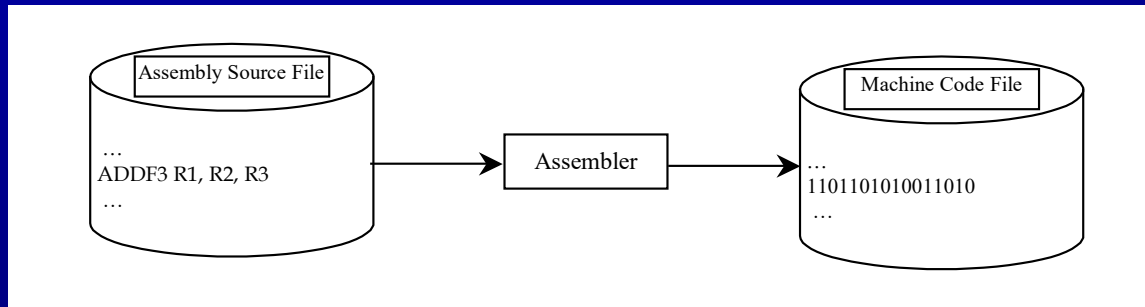 Assembly Source File
…
ADDF3 R1, R2, R3
…
Assembler
Machine Code File
…
1101101010011010
…